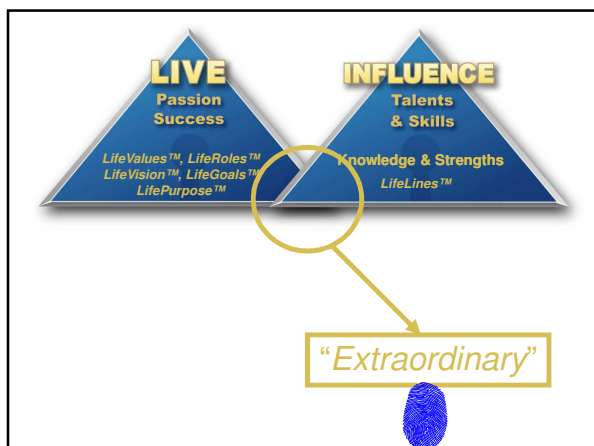 LIVE
Passion
Success
LifeValues™, LifeRoles™
LifeVision™, LifeGoals™
LifePurpose™
INFLUENCE
Talents
& Skills
Knowledge & Strengths
LifeLines™
“Extraordinary”